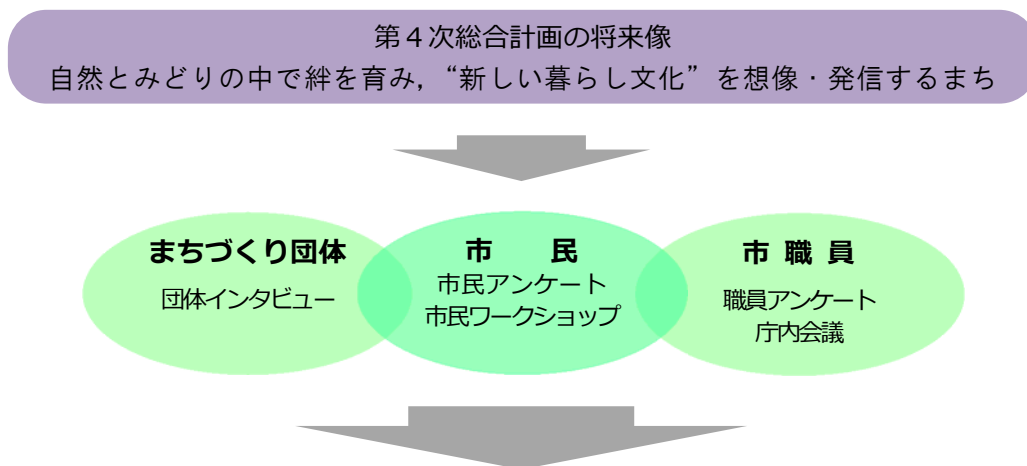 第４次総合計画の将来像
自然とみどりの中で絆を育み，“新しい暮らし文化”を想像・発信するまち
まちづくり団体
団体インタビュー
市　民
市民アンケート
市民ワークショップ
市職員
職員アンケート
庁内会議